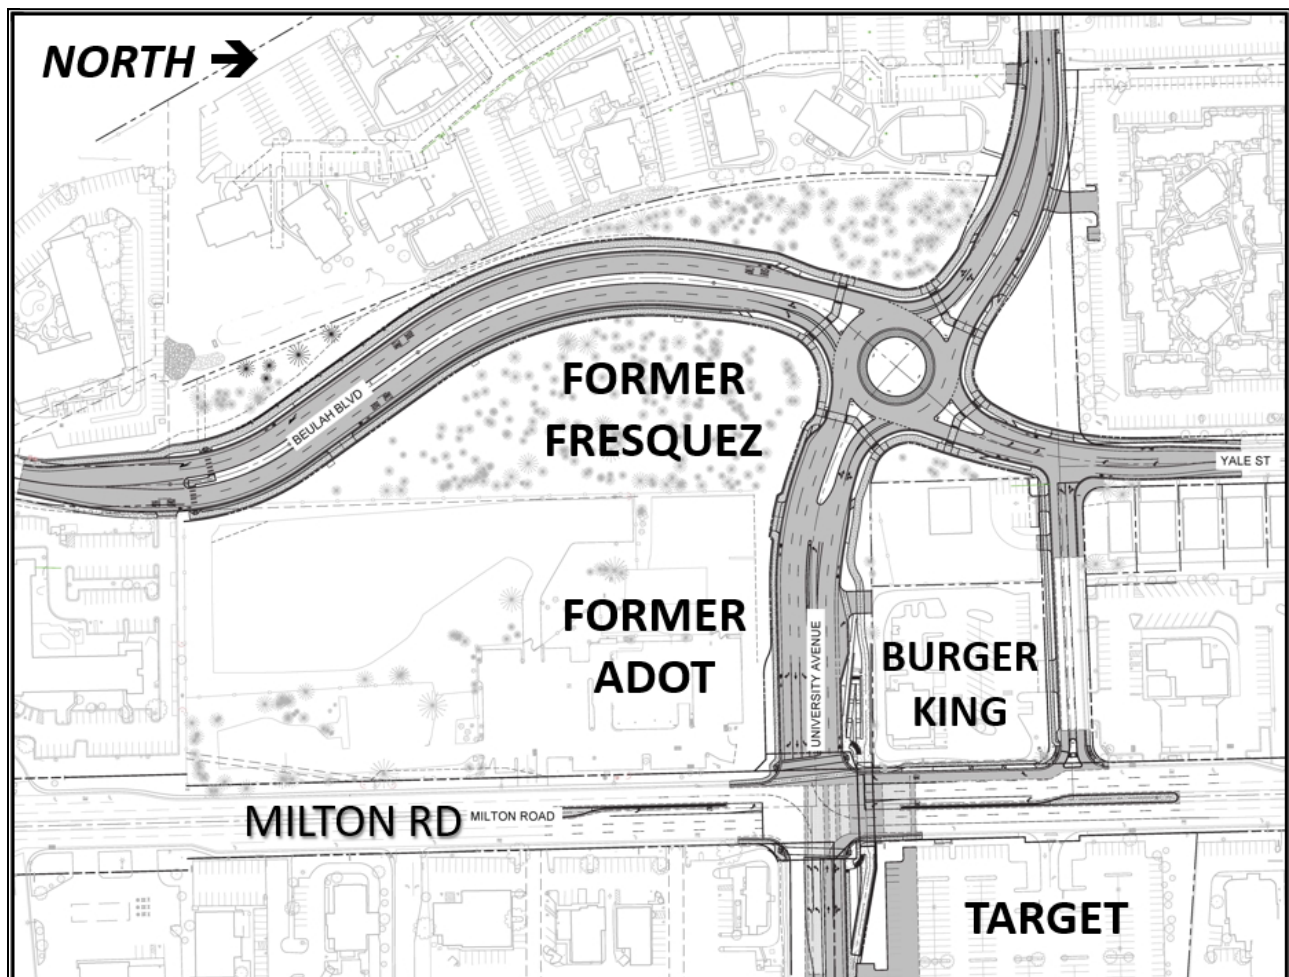 NORTH
BEULAH BLVD
FORMER
FRESQUEZ
YALE ST
FORMER
ADOT
UNIVERSITY AVENUE
BURGER
KING
MILTON RD
MILTON ROAD
TARGET